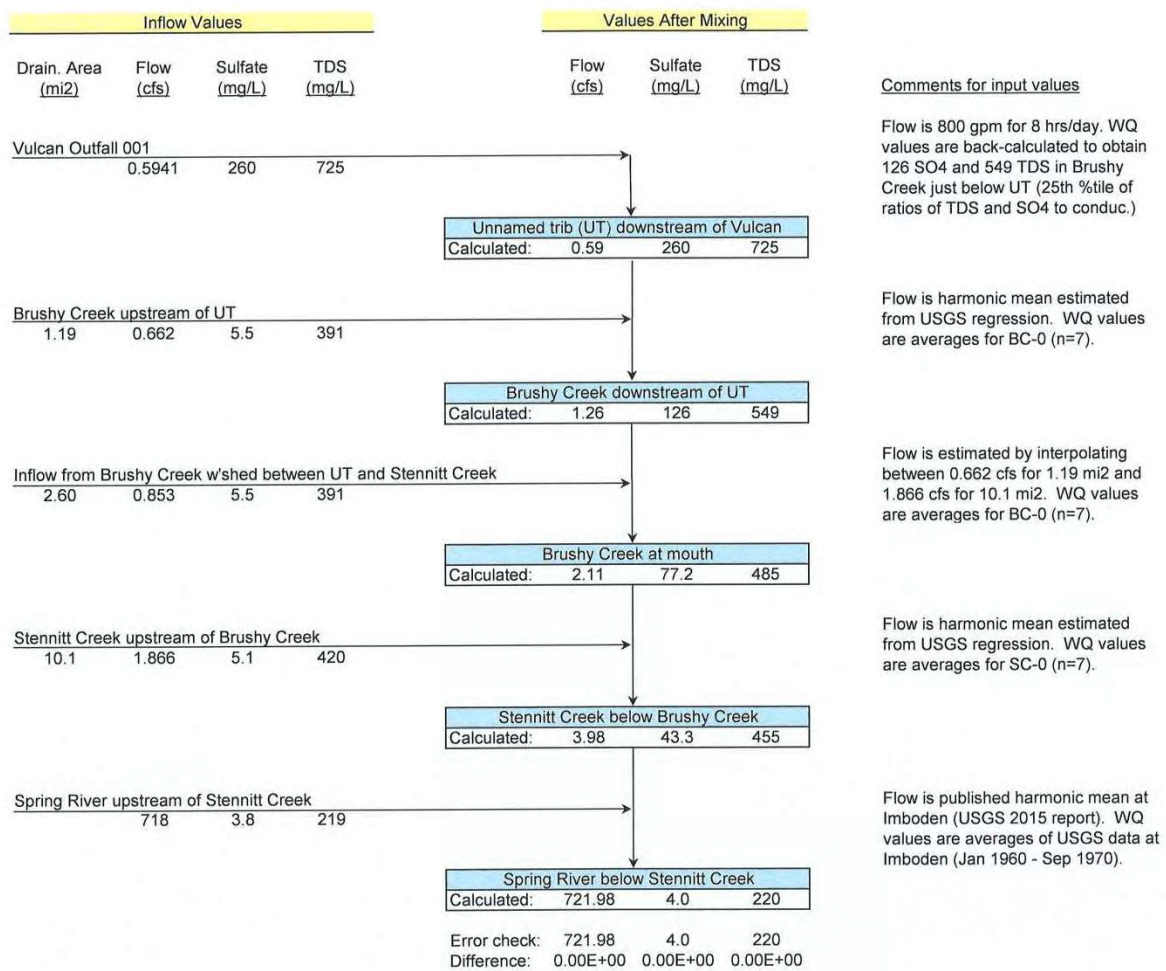 Inflow Values
Values After Mixing
Drain. Area Flow Sulfate TDS
(mi2) (cfs) (mg/L) (mg/L)
Flow Sulfate TDS
(cfs) (mg/L) (mg/L)
Comments for input values
Vulcan Outfall 001
0.5941 260 725
Flow is 800 gpm for 8 hrs/day. WQ
values are back-calculated to obtain
126 SO4 and 549 TDS in Brushy
Creek just below UT (25th %tile of
ratios of TDS and SO4 to conduc.)
Unnamed trib (UT) downstream of Vulcan
Calculated: 0.59 260 725
Brushy Creek upstream of UT
1.19 0.662 5.5 391
Flow is harmonic mean estimated
from USGS regression. WQ values
are averages for BC-0 (n=7).
Brushy Creek downstream of UT
Calculated: 1.26 126 549
Inflow from Brushy Creek w'shed between UT and Stennitt Creek
2.60 0.853 5.5 391
Flow is estimated by interpolating
between 0.662 cfs for 1.19 mi2 and
1.866 cfs for 10.1 mi2. WQ values
are averages for BC-0 (n=7).
Brushy Creek at mouth
Calculated: 2.11 77.2 485
Stennitt Creek upstream of Brushy Creek
10.1 1.866 5.1 420
Flow is harmonic mean estimated
from USGS regression. WQ values
are averages for SC-0 (n=7).
Stennitt Creek below Brushy Creek
Calculated: 3.98 43.3 455
Spring River upstream of Stennitt Creek
718 3.8 219
Flow is published harmonic mean at
Imboden (USGS 2015 report). WQ
values are averages of USGS data at
Imboden (Jan 1960 - Sep 1970).
Spring River below Stennitt Creek
Calculated: 721.98 4.0 220
Error check: 721.98 4.0 220
Difference: 0.00E+00 0.00E+00 0.00E+00